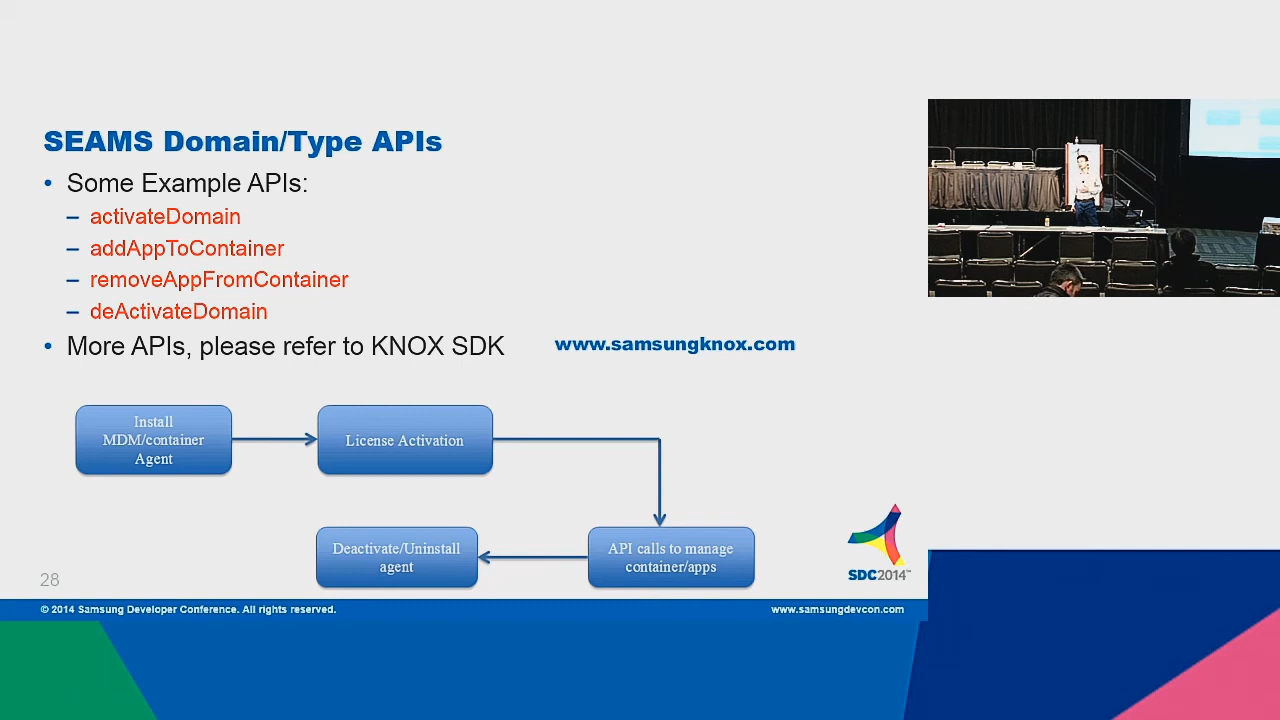 SEAMS Domain/Type APIs
• Some Example APIs:
– activateDomain
– addAppToContainer
– removeAppFromContainer
– deActivateDomain
• More APIs, please refer to KNOX SDK
www.samsungknox.com
Install
MDM/container
Agent
License Activation
Deactivate/Uninstall
agent
API calls to manage
container/apps
SDC2014™
28
© 2014 Samsung Developer Conference. All rights reserved.
www.samsungdevcon.com